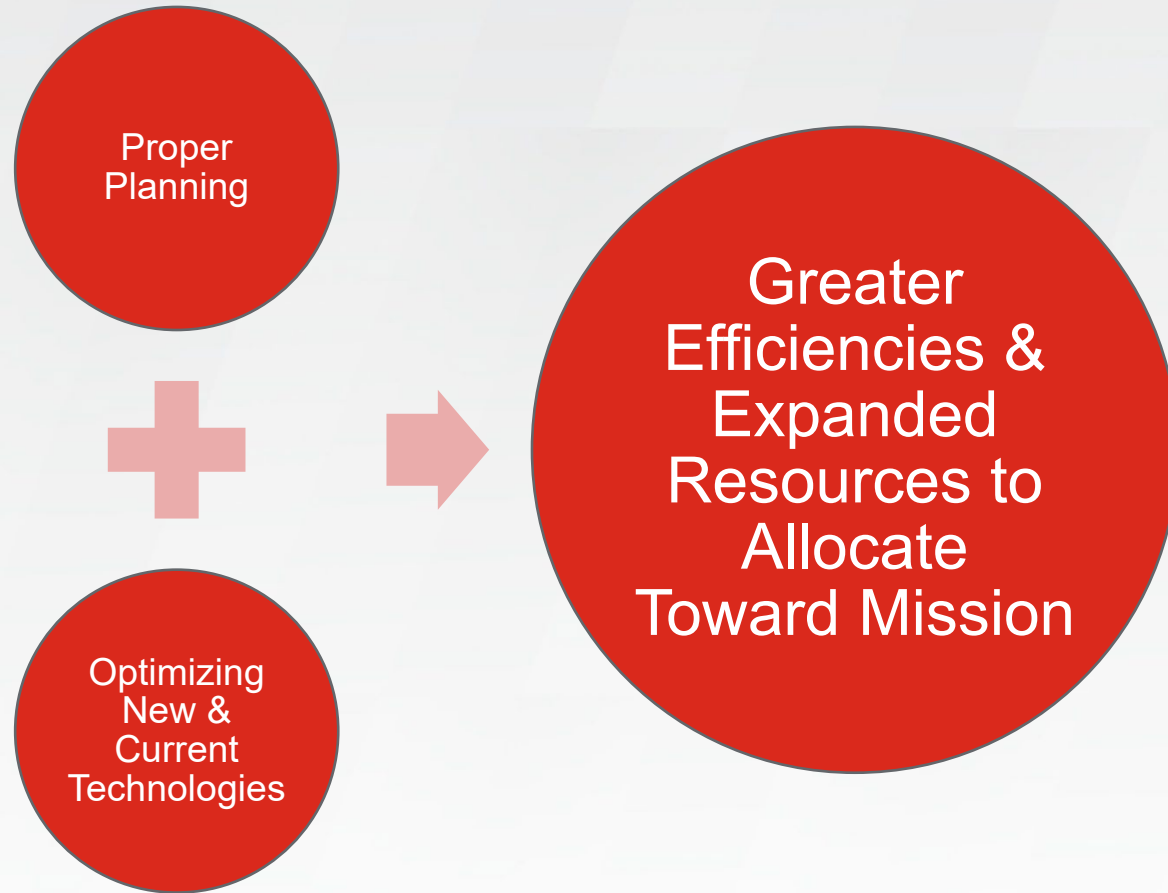 Proper
Planning
Optimizing
New &
Current
Technologies
Greater
Efficiencies &
Expanded
Resources to
Allocate
Toward Mission